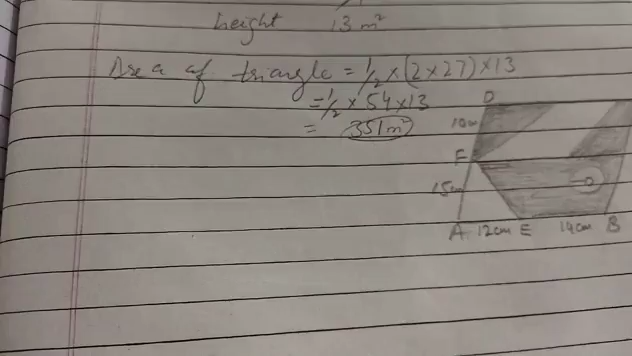 height 13 m²
Area of triangle = 1/2 × (2×27) × 13
= 1/2 × 54 × 13
= 351m²
D
10cm
F
15cm
A 12cm E 14cm B